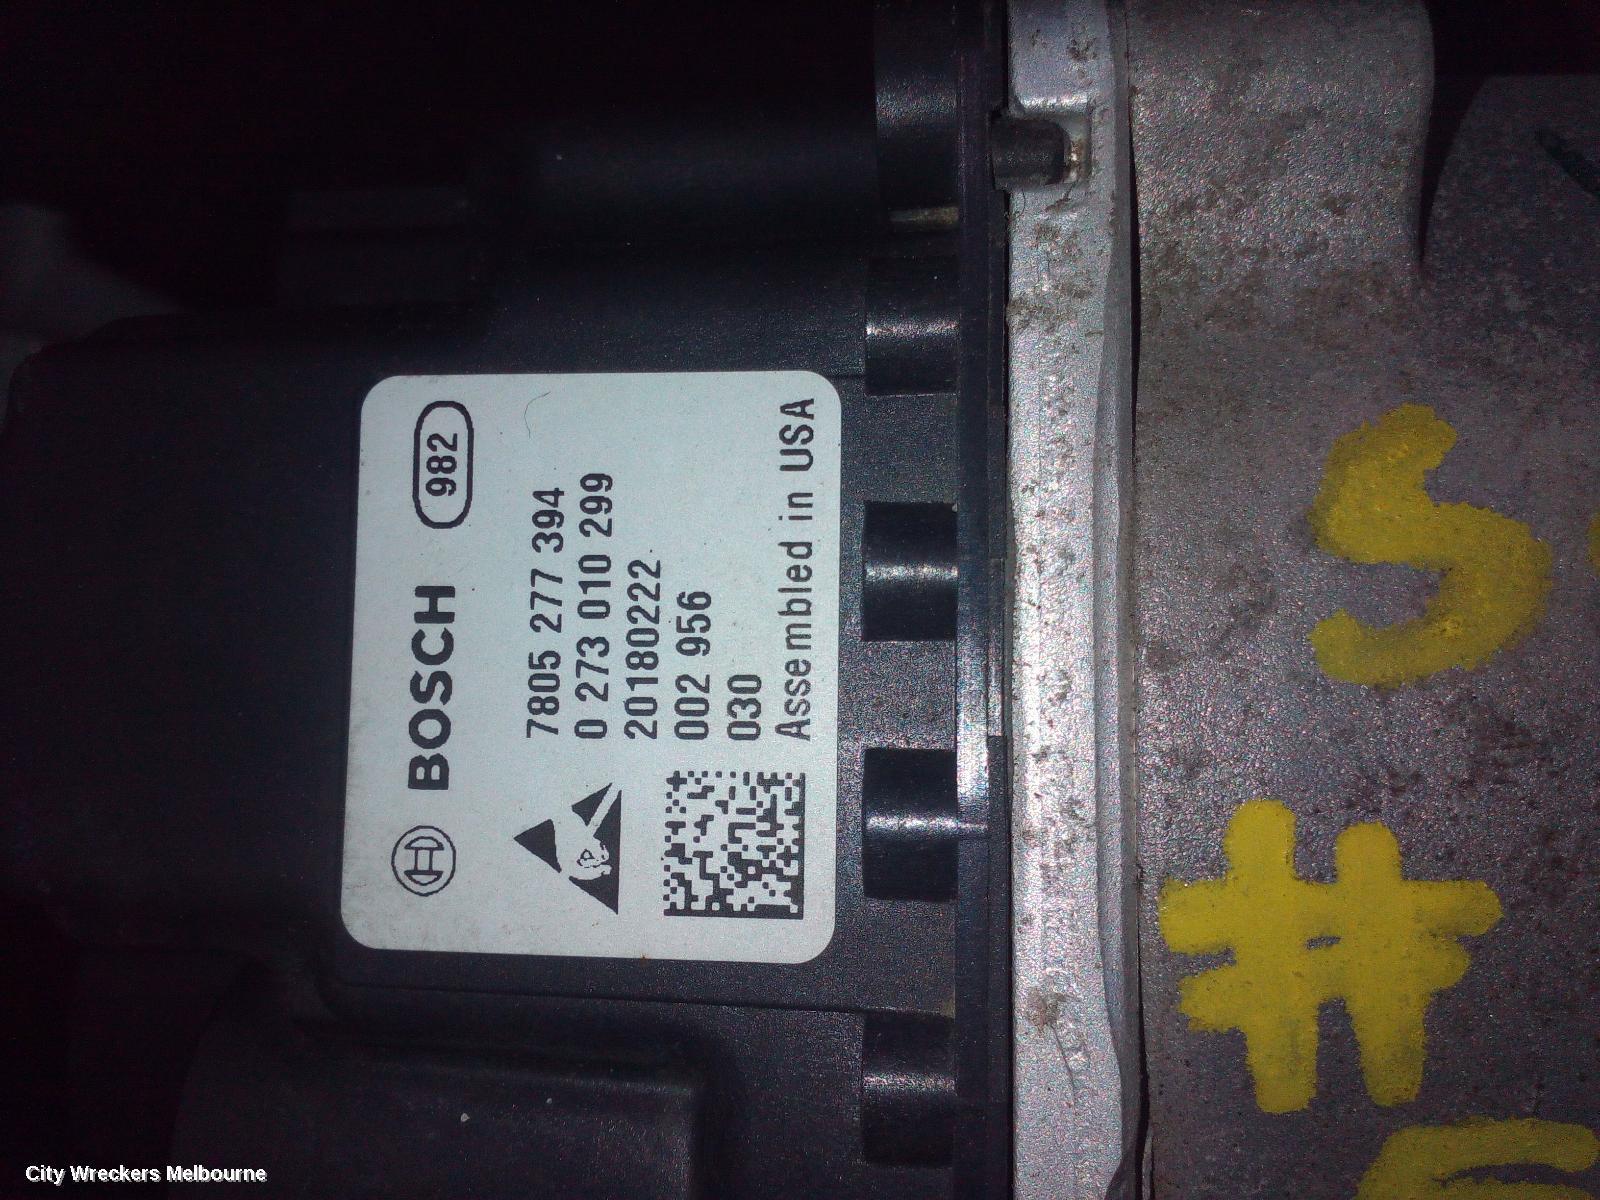 BOSCH 982
7805 277 394
0 273 010 299
20180222
002 956
030
Assembled in USA
#5
City Wreckers Melbourne